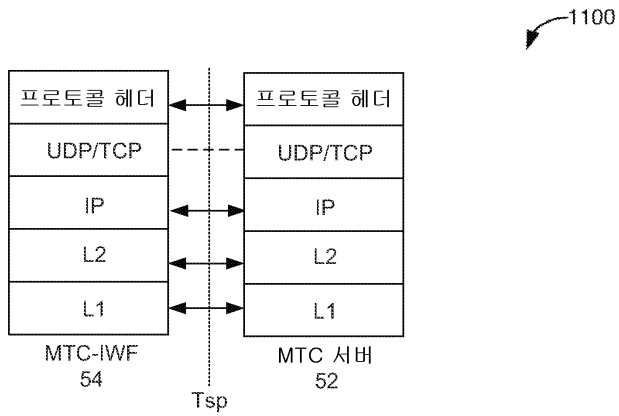 1100
프로토콜 헤더 프로토콜 헤더
UDP/TCP UDP/TCP
IP IP
L2 L2
L1 L1
MTC-IWF MTC 서버
54 52
Tsp